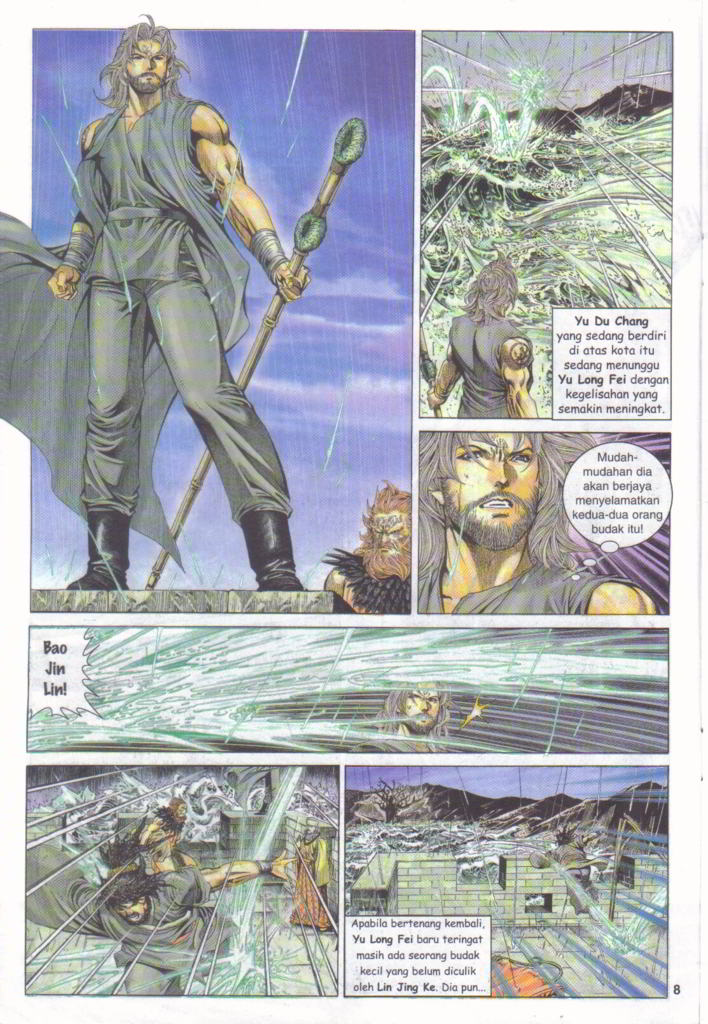 Yu Du Chang
yang sedang berdiri
di atas kota itu
sedang menunggu
Yu Long Fei dengan
kegelisahan yang
semakin meningkat.
Mudah-
mudahan dia
akan berjaya
menyelamatkan
kedua-dua orang
budak itu!
Bao
Jin
Lin!
Apabila bertenang kembali,
Yu Long Fei baru teringat
masih ada seorang budak
kecil yang belum diculik
oleh Lin Jing Ke. Dia pun...
8